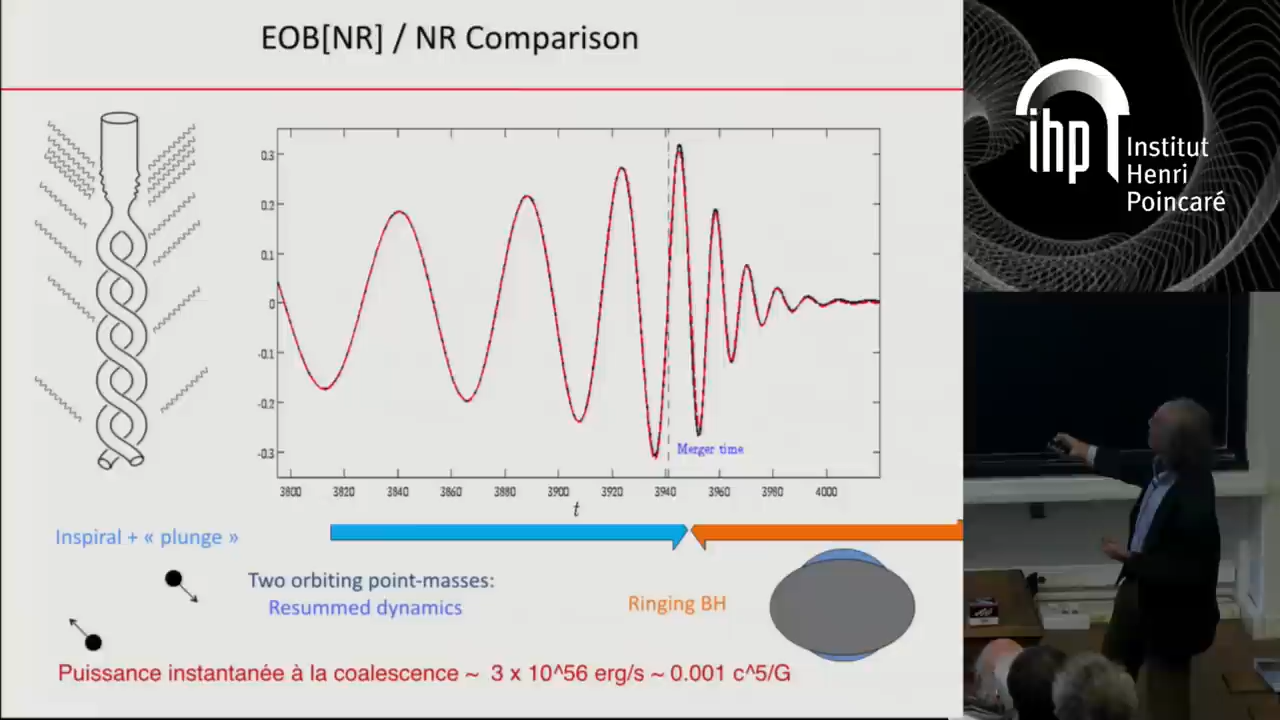 EOB[NR] / NR Comparison
ihp Institut
Henri
Poincaré
0.3
0.2
0.1
0
-0.1
-0.2
-0.3
Merger time
3800 3820 3840 3860 3880 3900 3920 3940 3960 3980 4000
t
Inspiral + « plunge »
Two orbiting point-masses:
Resummed dynamics
Ringing BH
Puissance instantanée à la coalescence ~ 3 x 10^56 erg/s ~ 0.001 c^5/G